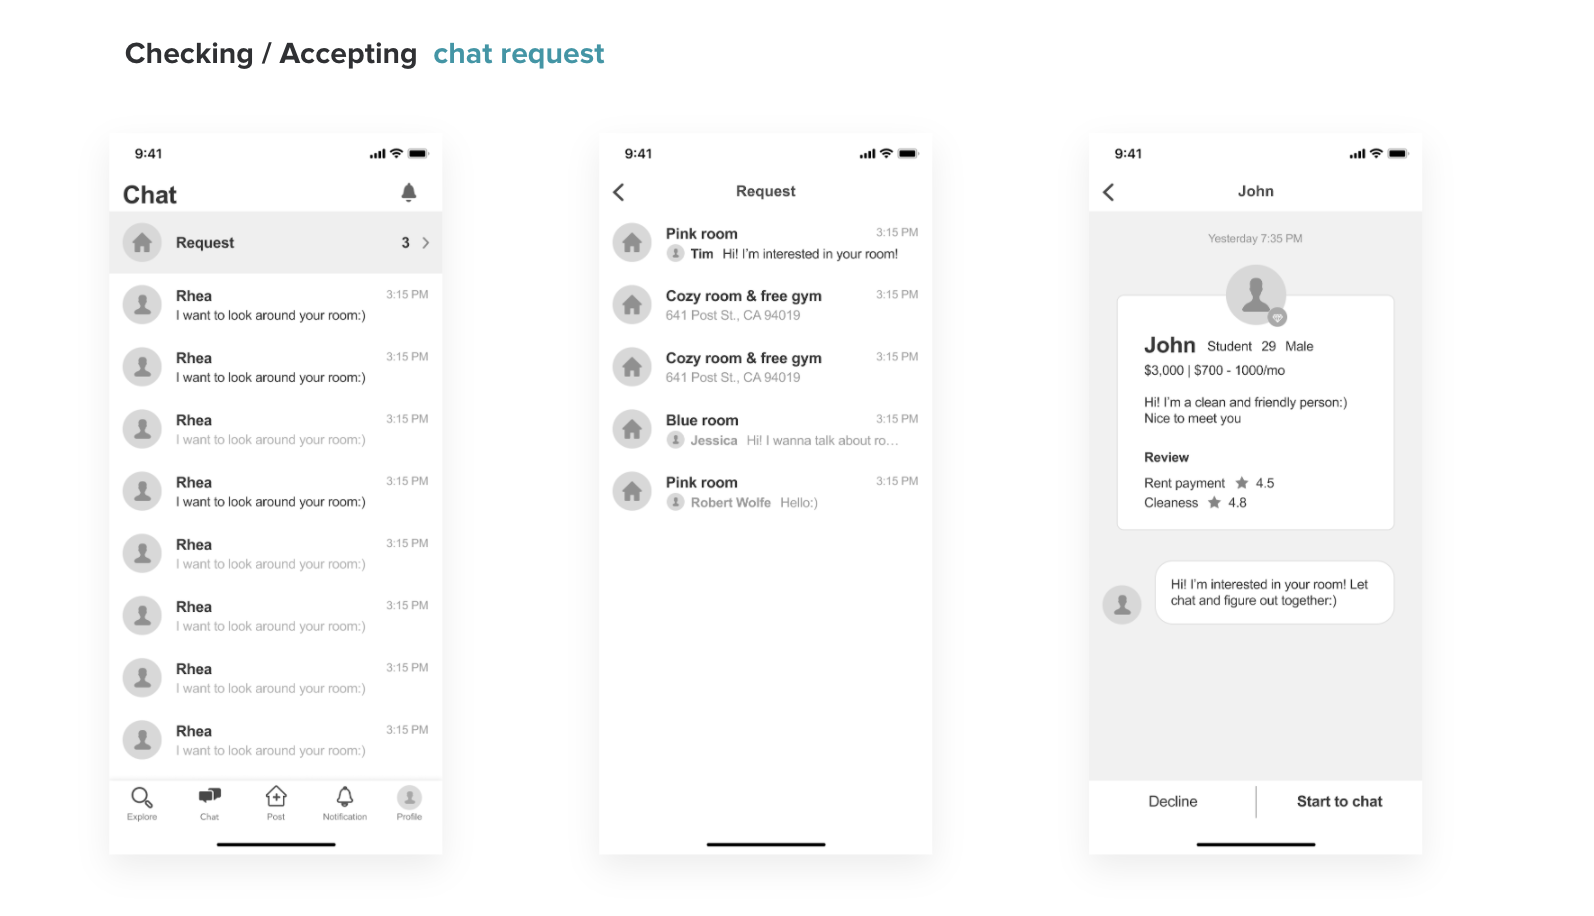 Checking / Accepting chat request
9:41
Chat
Request 3
Rhea 3:15 PM
I want to look around your room:)
Rhea 3:15 PM
I want to look around your room:)
Rhea 3:15 PM
I want to look around your room:)
Rhea 3:15 PM
I want to look around your room:)
Rhea 3:15 PM
I want to look around your room:)
Rhea 3:15 PM
I want to look around your room:)
Rhea 3:15 PM
I want to look around your room:)
Rhea 3:15 PM
I want to look around your room:)
Explore Chat Post Notification Profile
9:41
Request
Pink room 3:15 PM
Tim Hi! I'm interested in your room!
Cozy room & free gym 3:15 PM
641 Post St., CA 94019
Cozy room & free gym 3:15 PM
641 Post St., CA 94019
Blue room 3:15 PM
Jessica Hi! I wanna talk about ro...
Pink room 3:15 PM
Robert Wolfe Hello:)
9:41
John
Yesterday 7:35 PM
John Student 29 Male
$3,000 | $700 - 1000/mo
Hi! I'm a clean and friendly person:)
Nice to meet you
Review
Rent payment ★ 4.5
Cleaness ★ 4.8
Hi! I'm interested in your room! Let
chat and figure out together:)
Decline Start to chat